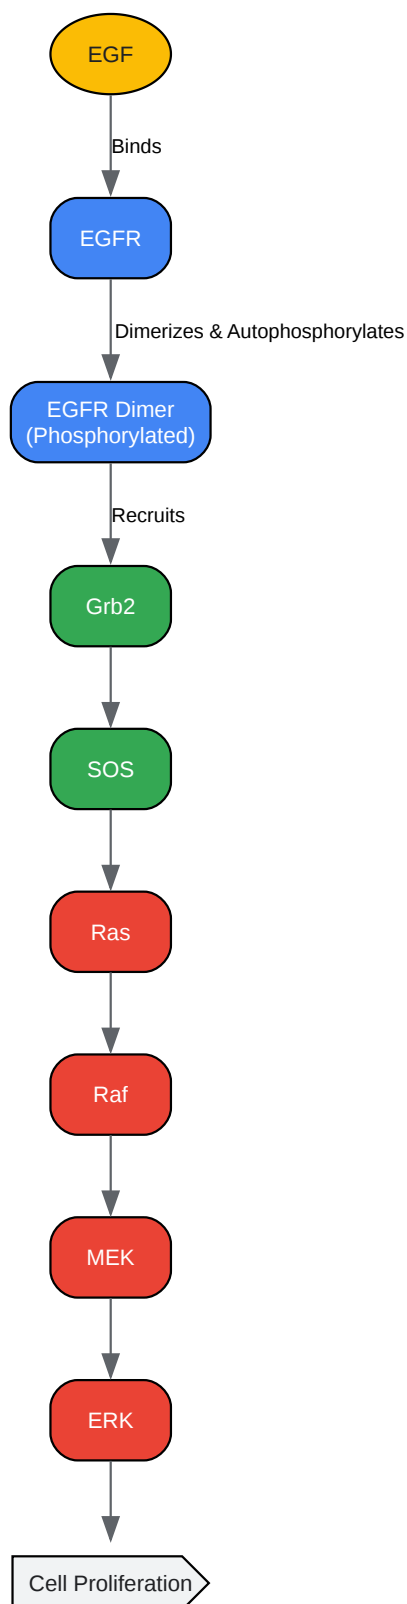 EGF
Binds
EGFR
Dimerizes & Autophosphorylates
EGFR Dimer
(Phosphorylated)
Recruits
Grb2
SOS
Ras
Raf
MEK
ERK
Cell Proliferation